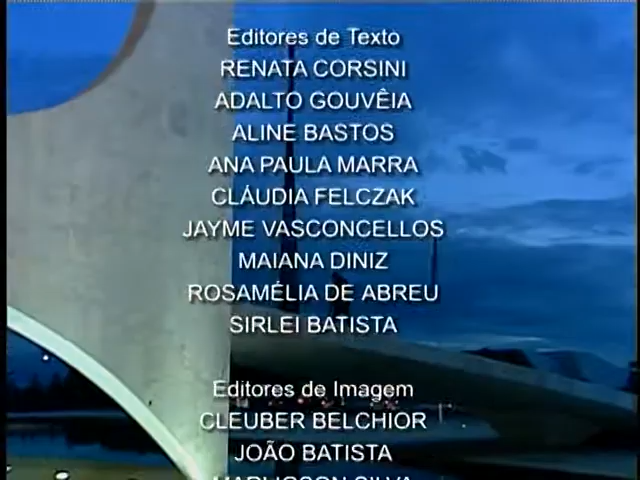 Editores de Texto
RENATA CORSINI
ADALTO GOUVÊIA
ALINE BASTOS
ANA PAULA MARRA
CLÁUDIA FELCZAK
JAYME VASCONCELLOS
MAIANA DINIZ
ROSAMÉLIA DE ABREU
SIRLEI BATISTA
Editores de Imagem
CLEUBER BELCHIOR
JOÃO BATISTA